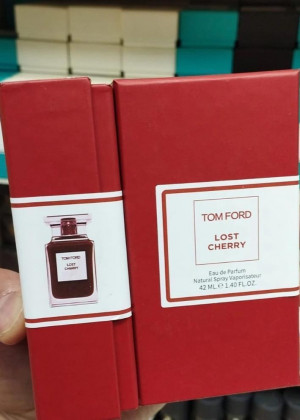 LOST
CHERRY
TOM FORD
LOST
CHERRY
Eau de Parfum
Natural Spray Vaporisateur
42 ML ℮ 1.40 FL OZ